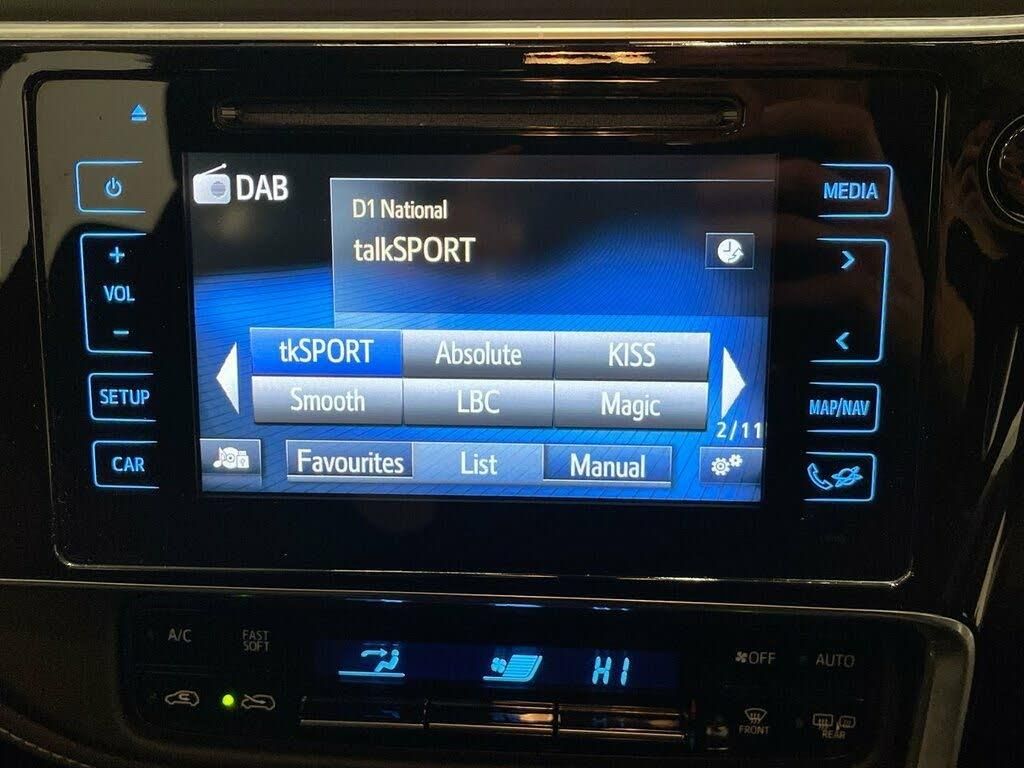 DAB
D1 National
talkSPORT
tkSPORT Absolute KISS
Smooth LBC Magic
2/11
Favourites List Manual
+
VOL
-
SETUP
CAR
MEDIA
>
<
MAP/NAV
A/C
FAST
SOFT
HI
OFF
AUTO
FRONT
REAR